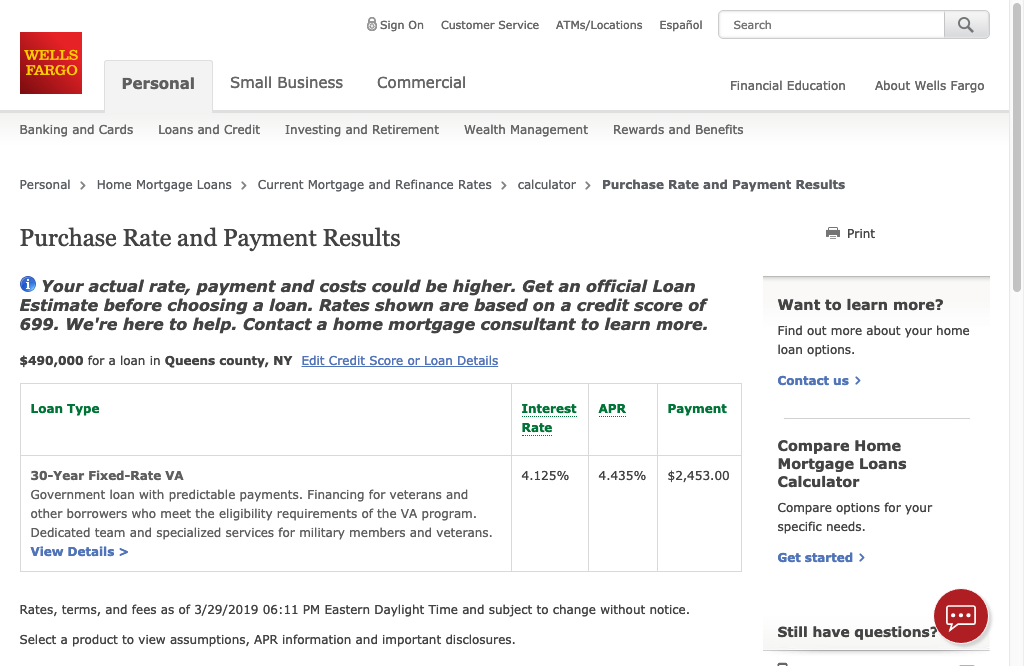 Sign On Customer Service ATMs/Locations Español Search
WELLS
FARGO
Personal Small Business Commercial
Financial Education About Wells Fargo
Banking and Cards Loans and Credit Investing and Retirement Wealth Management Rewards and Benefits
Personal > Home Mortgage Loans > Current Mortgage and Refinance Rates > calculator > Purchase Rate and Payment Results
Purchase Rate and Payment Results
Print
Your actual rate, payment and costs could be higher. Get an official Loan
Estimate before choosing a loan. Rates shown are based on a credit score of
699. We're here to help. Contact a home mortgage consultant to learn more.
$490,000 for a loan in Queens county, NY Edit Credit Score or Loan Details
Loan Type
Interest
Rate
APR
Payment
30-Year Fixed-Rate VA
Government loan with predictable payments. Financing for veterans and
other borrowers who meet the eligibility requirements of the VA program.
Dedicated team and specialized services for military members and veterans.
View Details >
4.125%
4.435%
$2,453.00
Rates, terms, and fees as of 3/29/2019 06:11 PM Eastern Daylight Time and subject to change without notice.
Select a product to view assumptions, APR information and important disclosures.
Want to learn more?
Find out more about your home
loan options.
Contact us >
Compare Home
Mortgage Loans
Calculator
Compare options for your
specific needs.
Get started >
Still have questions?